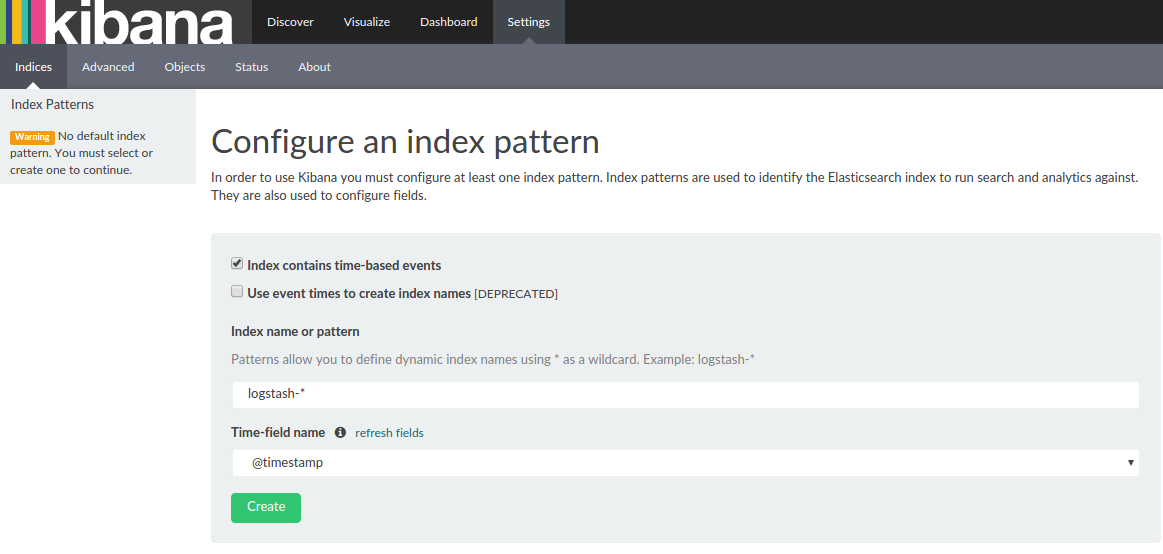 kibana
Discover
Visualize
Dashboard
Settings
Indices
Advanced
Objects
Status
About
Index Patterns
Warning No default index
pattern. You must select or
create one to continue.
Configure an index pattern
In order to use Kibana you must configure at least one index pattern. Index patterns are used to identify the Elasticsearch index to run search and analytics against.
They are also used to configure fields.
Index contains time-based events
Use event times to create index names [DEPRECATED]
Index name or pattern
Patterns allow you to define dynamic index names using * as a wildcard. Example: logstash-*
logstash-*
Time-field name refresh fields
@timestamp
Create